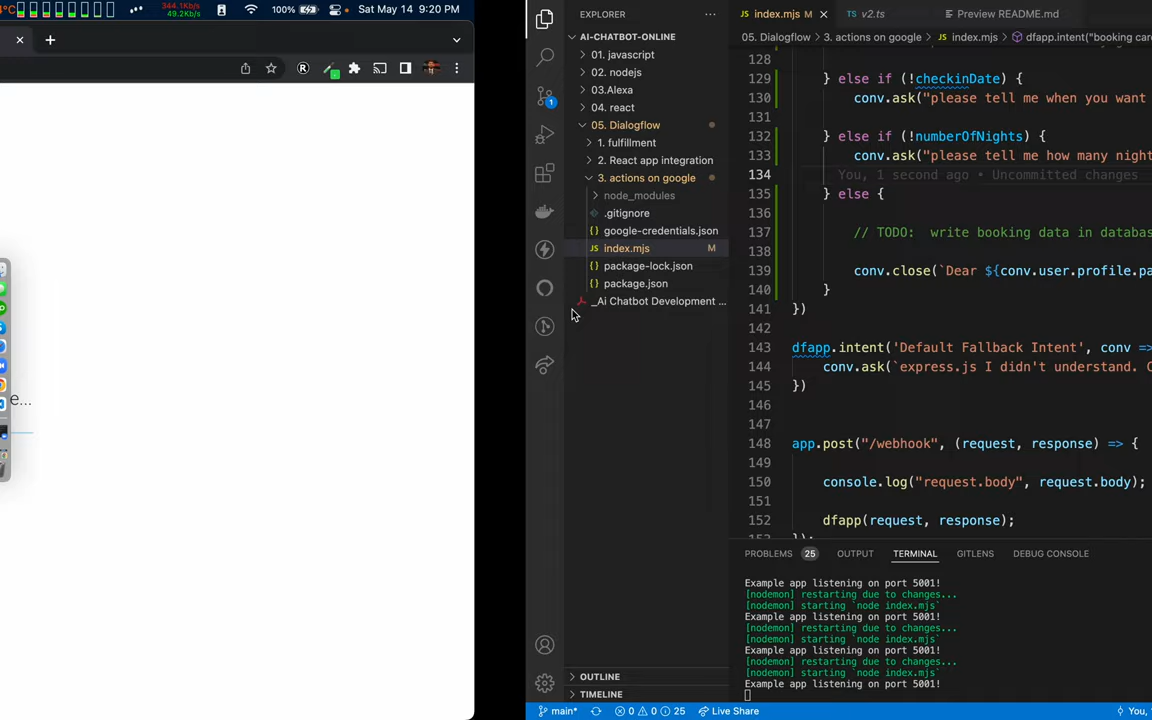 °C
344.1Kb/s
49.2Kb/s
100%
Sat May 14 9:20 PM
e...
EXPLORER
AI-CHATBOT-ONLINE
01. javascript
02. nodejs
03.Alexa
04. react
05. Dialogflow
1. fulfillment
2. React app integration
3. actions on google
node_modules
.gitignore
google-credentials.json
JS index.mjs M
package-lock.json
package.json
_Ai Chatbot Development ...
OUTLINE
TIMELINE
1
JS index.mjs M
TS v2.ts
Preview README.md
05. Dialogflow > 3. actions on google > JS index.mjs > dfapp.intent("booking car
128
129 } else if (!checkinDate) {
130 conv.ask("please tell me when you want
131
132 } else if (!numberOfNights) {
133 conv.ask("please tell me how many night
134 You, 1 second ago • Uncommitted changes
135 } else {
136
137 // TODO: write booking data in databas
138
139 conv.close(`Dear ${conv.user.profile.pa
140 }
141 })
142
143 dfapp.intent('Default Fallback Intent', conv =>
144 conv.ask(`express.js I didn't understand. C
145 })
146
147
148 app.post("/webhook", (request, response) => {
149
150 console.log("request.body", request.body);
151
152 dfapp(request, response);
153 });
PROBLEMS 25 OUTPUT TERMINAL GITLENS DEBUG CONSOLE
Example app listening on port 5001!
[nodemon] restarting due to changes...
[nodemon] starting `node index.mjs`
Example app listening on port 5001!
[nodemon] restarting due to changes...
[nodemon] starting `node index.mjs`
Example app listening on port 5001!
[nodemon] restarting due to changes...
[nodemon] starting `node index.mjs`
Example app listening on port 5001!
main* 0 0 25 Live Share
You,